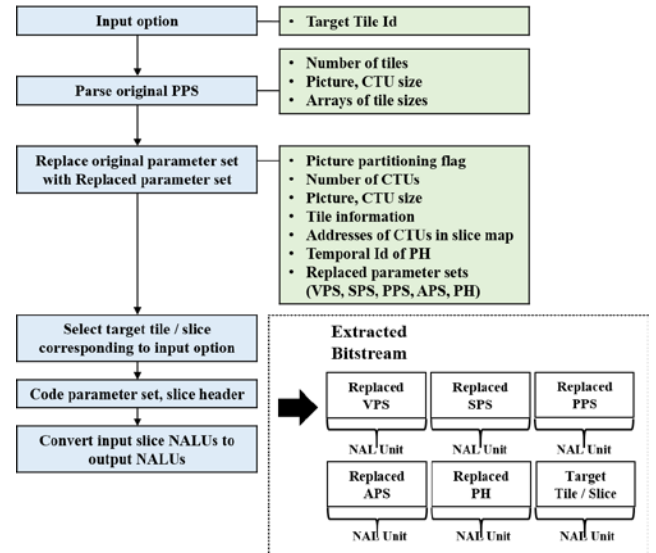 Input option
• Target Tile Id
Parse original PPS
• Number of tiles
• Picture, CTU size
• Arrays of tile sizes
Replace original parameter set
with Replaced parameter set
• Picture partitioning flag
• Number of CTUs
• Picture, CTU size
• Tile information
• Addresses of CTUs in slice map
• Temporal Id of PH
• Replaced parameter sets
(VPS, SPS, PPS, APS, PH)
Select target tile / slice
corresponding to input option
Code parameter set, slice header
Convert input slice NALUs to
output NALUs
Extracted
Bitstream
Replaced
VPS
Replaced
SPS
Replaced
PPS
NAL Unit
NAL Unit
NAL Unit
Replaced
APS
Replaced
PH
Target
Tile / Slice
NAL Unit
NAL Unit
NAL Unit